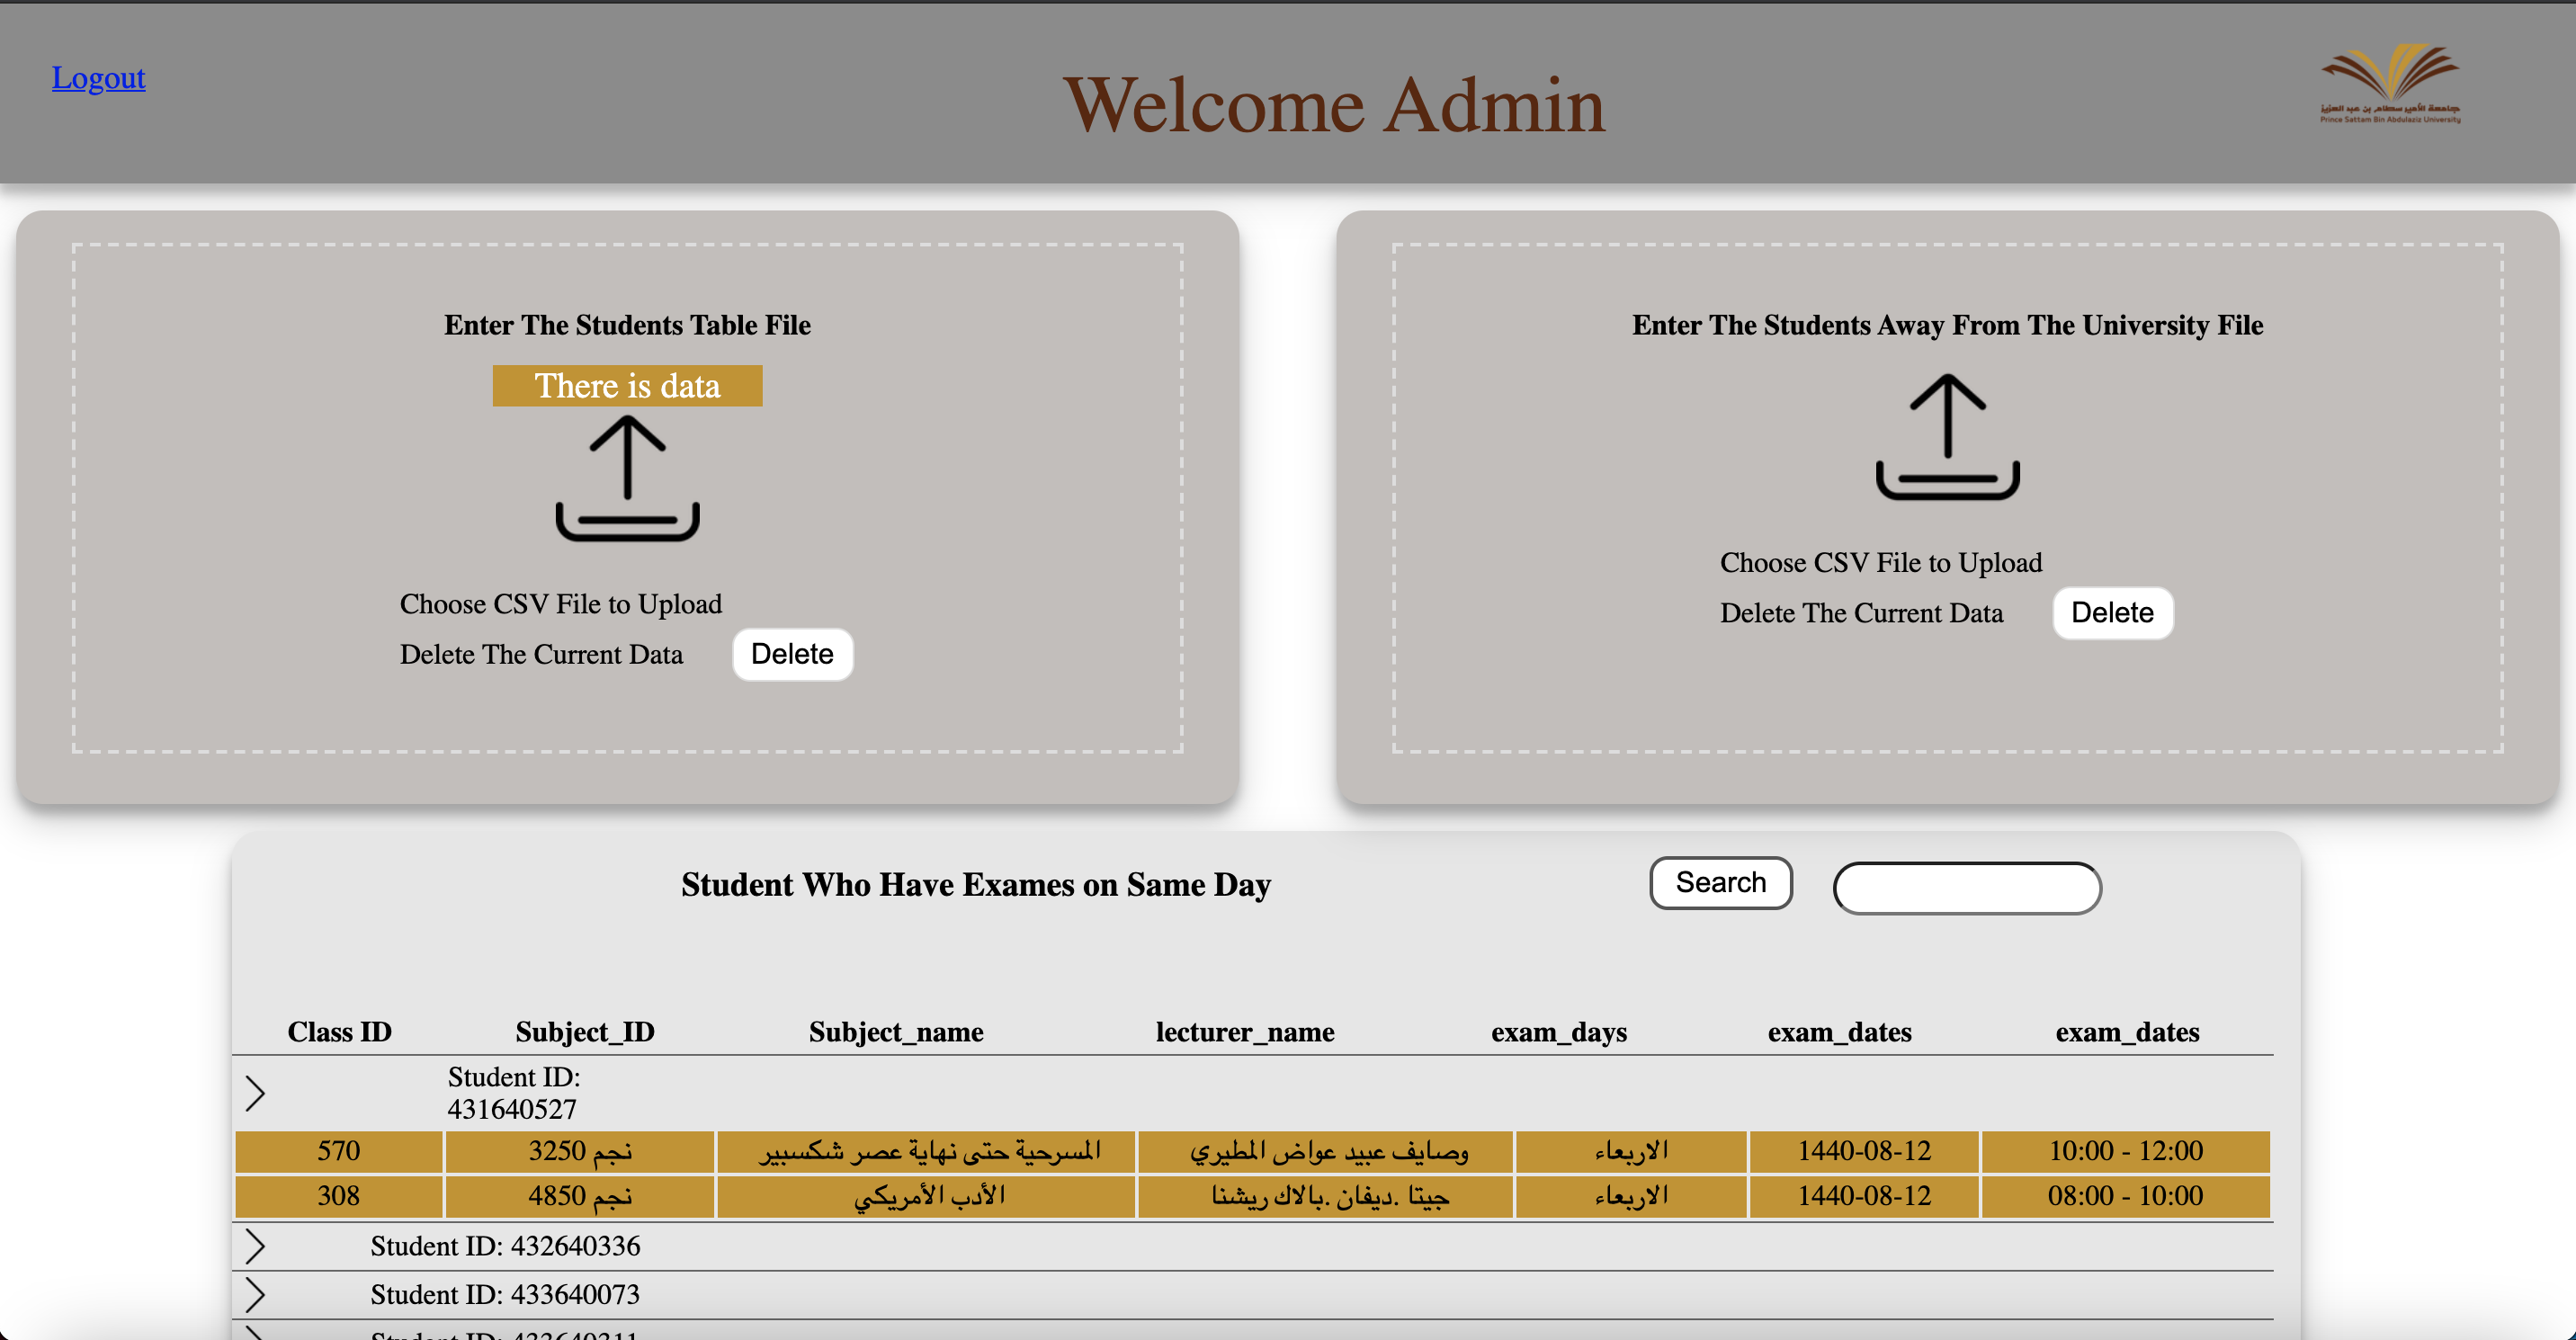 Logout
Welcome Admin
جامعة الأمير سطام بن عبد العزيز
Prince Sattam Bin Abdulaziz University
Enter The Students Table File
There is data
Choose CSV File to Upload
Delete The Current Data Delete
Enter The Students Away From The University File
Choose CSV File to Upload
Delete The Current Data Delete
Student Who Have Exames on Same Day Search
Class ID Subject_ID Subject_name lecturer_name exam_days exam_dates exam_dates
Student ID:
431640527
570 نجم 3250 المسرحية حتى نهاية عصر شكسبير وصايف عبيد عواض المطيري الاربعاء 1440-08-12 10:00 - 12:00
308 نجم 4850 الأدب الأمريكي جيتا .ديفان .بالاك ريشنا الاربعاء 1440-08-12 08:00 - 10:00
Student ID: 432640336
Student ID: 433640073
Student ID: 433640311